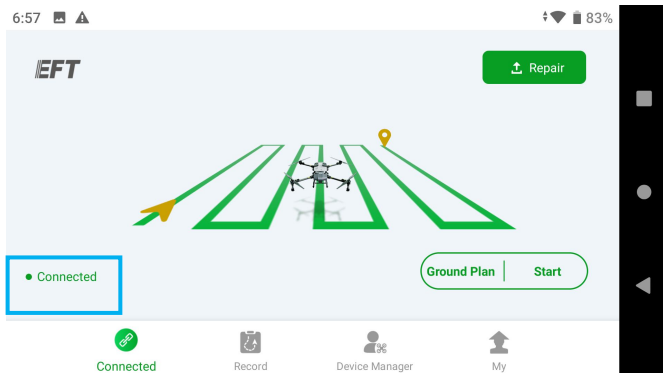 6:57
83%
EFT
Repair
Ground Plan
Start
Connected
Connected
Record
Device Manager
My